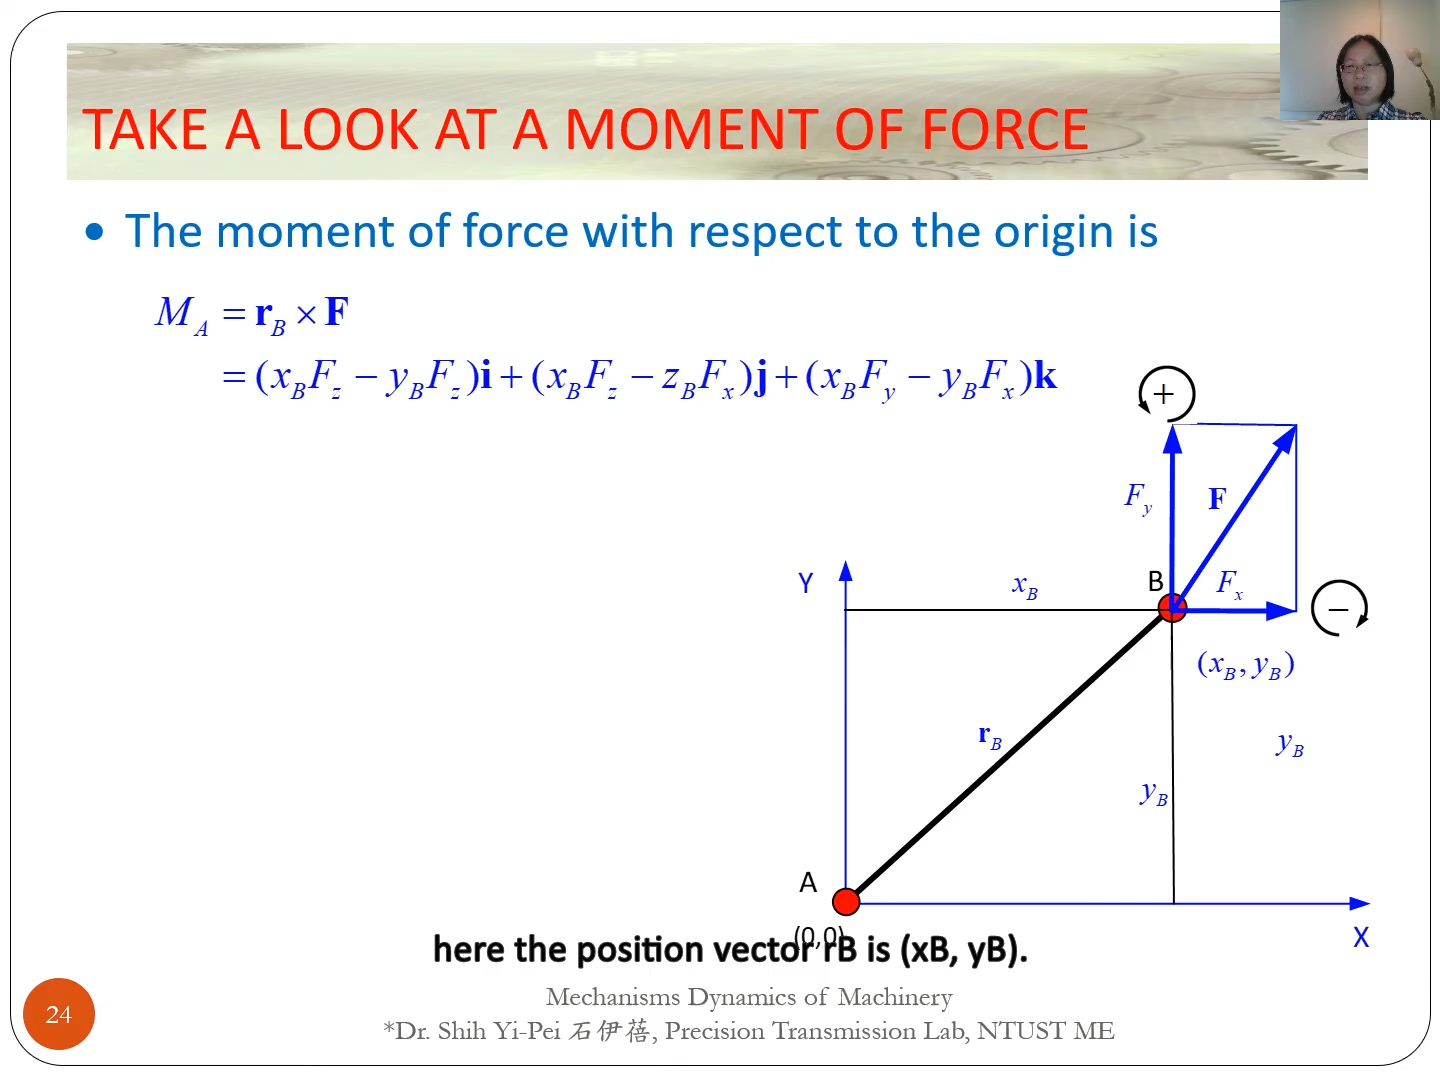 TAKE A LOOK AT A MOMENT OF FORCE
• The moment of force with respect to the origin is
M_A = r_B × F
= (x_B F_z − y_B F_z)i + (x_B F_z − z_B F_x)j + (x_B F_y − y_B F_x)k
+
F_y
F
Y
x_B
B
F_x
−
(x_B, y_B)
r_B
y_B
y_B
A
(0,0)
X
here the position vector rB is (xB, yB).
24
Mechanisms Dynamics of Machinery
*Dr. Shih Yi-Pei 石伊蓓, Precision Transmission Lab, NTUST ME